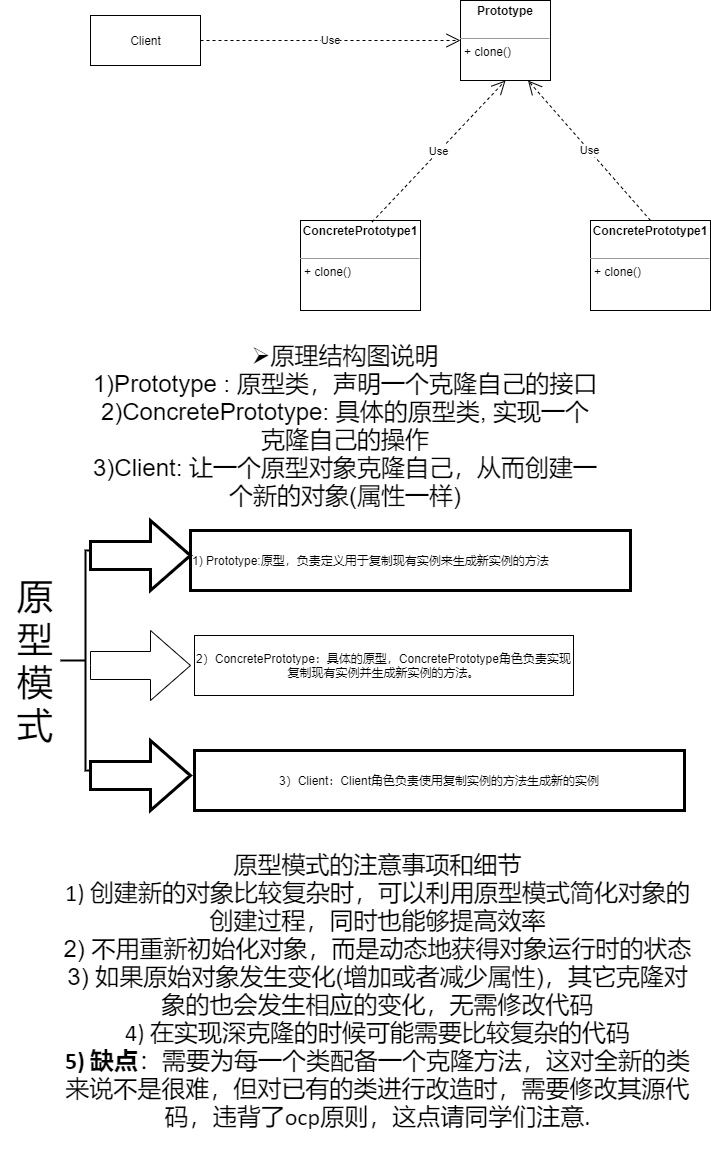 Prototype
Client
Use
+ clone()
Use
Use
ConcretePrototype1
ConcretePrototype1
+ clone()
+ clone()
➢原理结构图说明
1)Prototype : 原型类，声明一个克隆自己的接口
2)ConcretePrototype: 具体的原型类, 实现一个
克隆自己的操作
3)Client: 让一个原型对象克隆自己，从而创建一
个新的对象(属性一样)
原
型
模
式
1) Prototype:原型，负责定义用于复制现有实例来生成新实例的方法
2）ConcretePrototype：具体的原型，ConcretePrototype角色负责实现
复制现有实例并生成新实例的方法。
3）Client：Client角色负责使用复制实例的方法生成新的实例
原型模式的注意事项和细节
1) 创建新的对象比较复杂时，可以利用原型模式简化对象的
创建过程，同时也能够提高效率
2) 不用重新初始化对象，而是动态地获得对象运行时的状态
3) 如果原始对象发生变化(增加或者减少属性)，其它克隆对
象的也会发生相应的变化，无需修改代码
4) 在实现深克隆的时候可能需要比较复杂的代码
5) 缺点：需要为每一个类配备一个克隆方法，这对全新的类
来说不是很难，但对已有的类进行改造时，需要修改其源代
码，违背了ocp原则，这点请同学们注意.